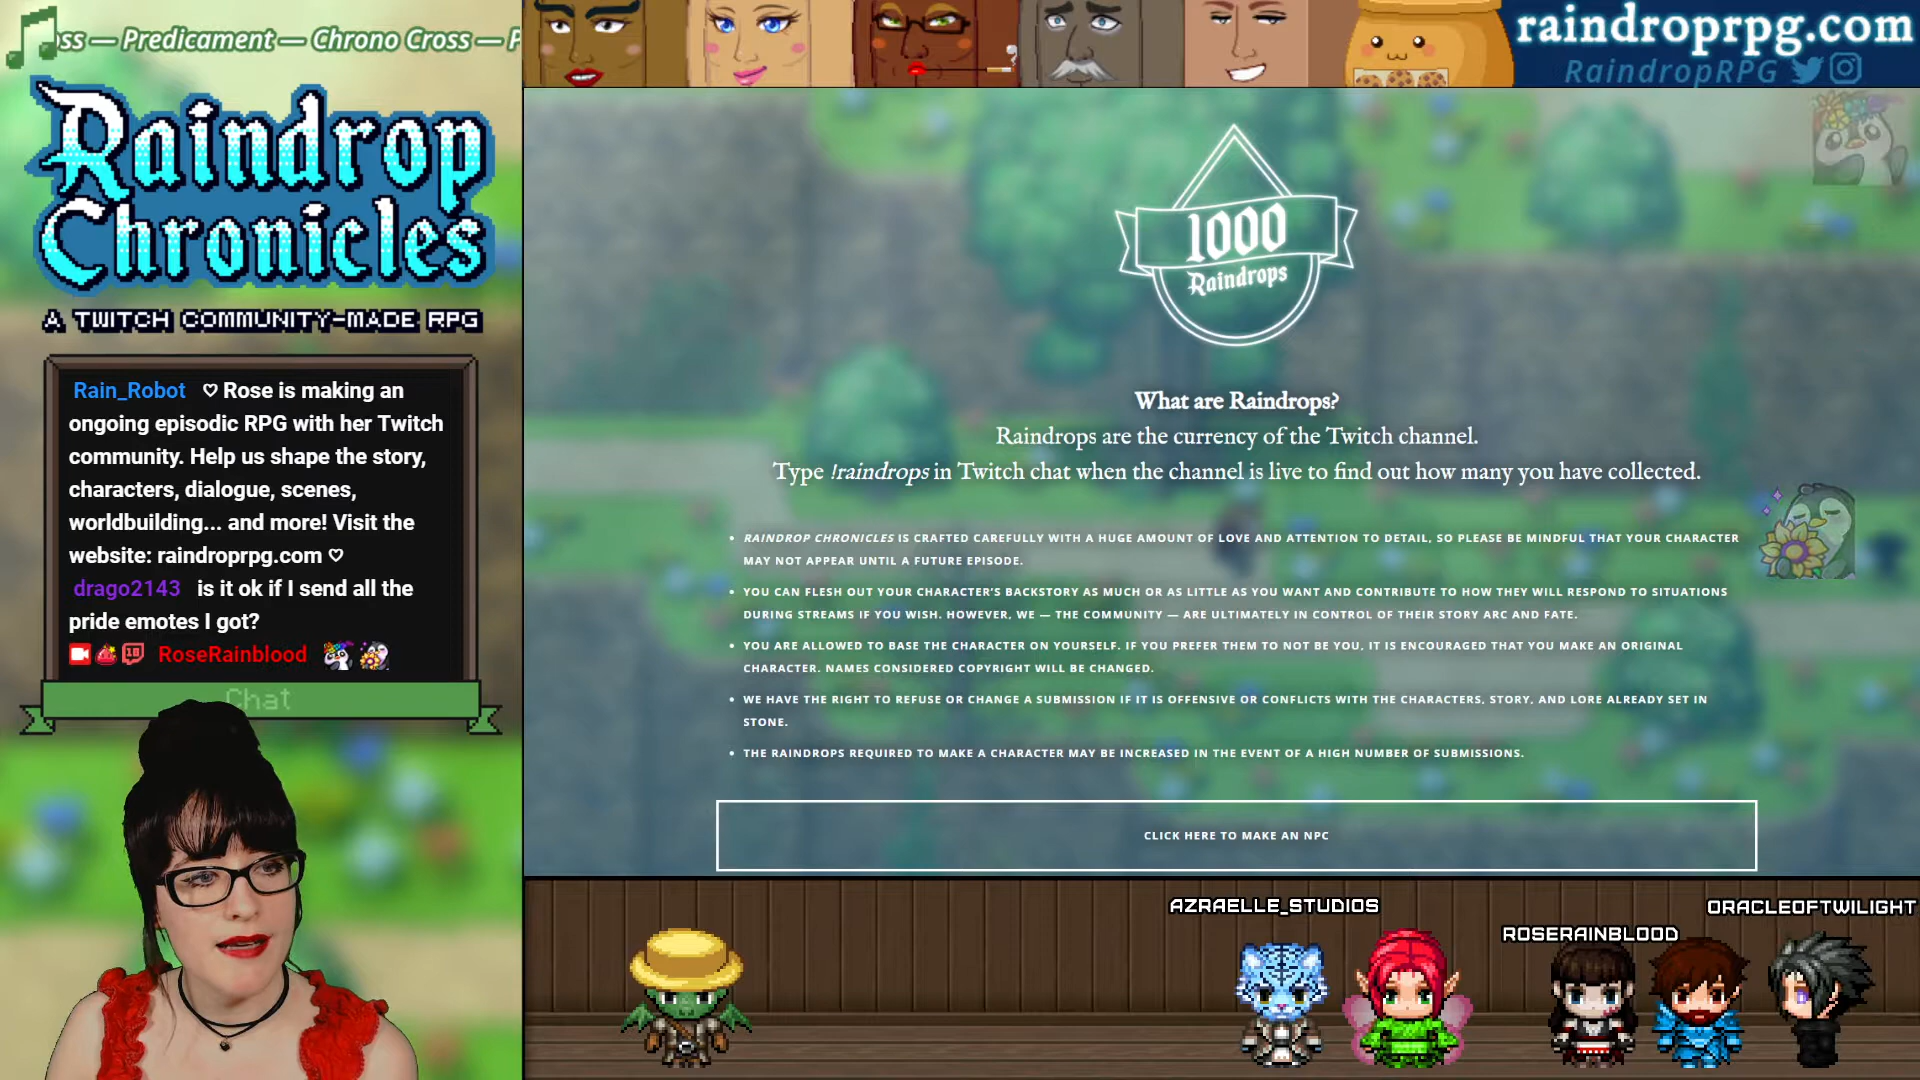 ss — Predicament — Chrono Cross — P
Raindrop
Chronicles
A TWITCH COMMUNITY-MADE RPG
Rain_Robot ♡ Rose is making an
ongoing episodic RPG with her Twitch
community. Help us shape the story,
characters, dialogue, scenes,
worldbuilding... and more! Visit the
website: raindroprpg.com ♡
drago2143 is it ok if I send all the
pride emotes I got?
10 RoseRainblood
Chat
raindroprpg.com
RaindropRPG
1000
Raindrops
What are Raindrops?
Raindrops are the currency of the Twitch channel.
Type !raindrops in Twitch chat when the channel is live to find out how many you have collected.
• RAINDROP CHRONICLES IS CRAFTED CAREFULLY WITH A HUGE AMOUNT OF LOVE AND ATTENTION TO DETAIL, SO PLEASE BE MINDFUL THAT YOUR CHARACTER
MAY NOT APPEAR UNTIL A FUTURE EPISODE.
• YOU CAN FLESH OUT YOUR CHARACTER'S BACKSTORY AS MUCH OR AS LITTLE AS YOU WANT AND CONTRIBUTE TO HOW THEY WILL RESPOND TO SITUATIONS
DURING STREAMS IF YOU WISH. HOWEVER, WE — THE COMMUNITY — ARE ULTIMATELY IN CONTROL OF THEIR STORY ARC AND FATE.
• YOU ARE ALLOWED TO BASE THE CHARACTER ON YOURSELF. IF YOU PREFER THEM TO NOT BE YOU, IT IS ENCOURAGED THAT YOU MAKE AN ORIGINAL
CHARACTER. NAMES CONSIDERED COPYRIGHT WILL BE CHANGED.
• WE HAVE THE RIGHT TO REFUSE OR CHANGE A SUBMISSION IF IT IS OFFENSIVE OR CONFLICTS WITH THE CHARACTERS, STORY, AND LORE ALREADY SET IN
STONE.
• THE RAINDROPS REQUIRED TO MAKE A CHARACTER MAY BE INCREASED IN THE EVENT OF A HIGH NUMBER OF SUBMISSIONS.
CLICK HERE TO MAKE AN NPC
AZRAELLE_STUDIOS
ROSERAINBLOOD
ORACLEOFTWILIGHT